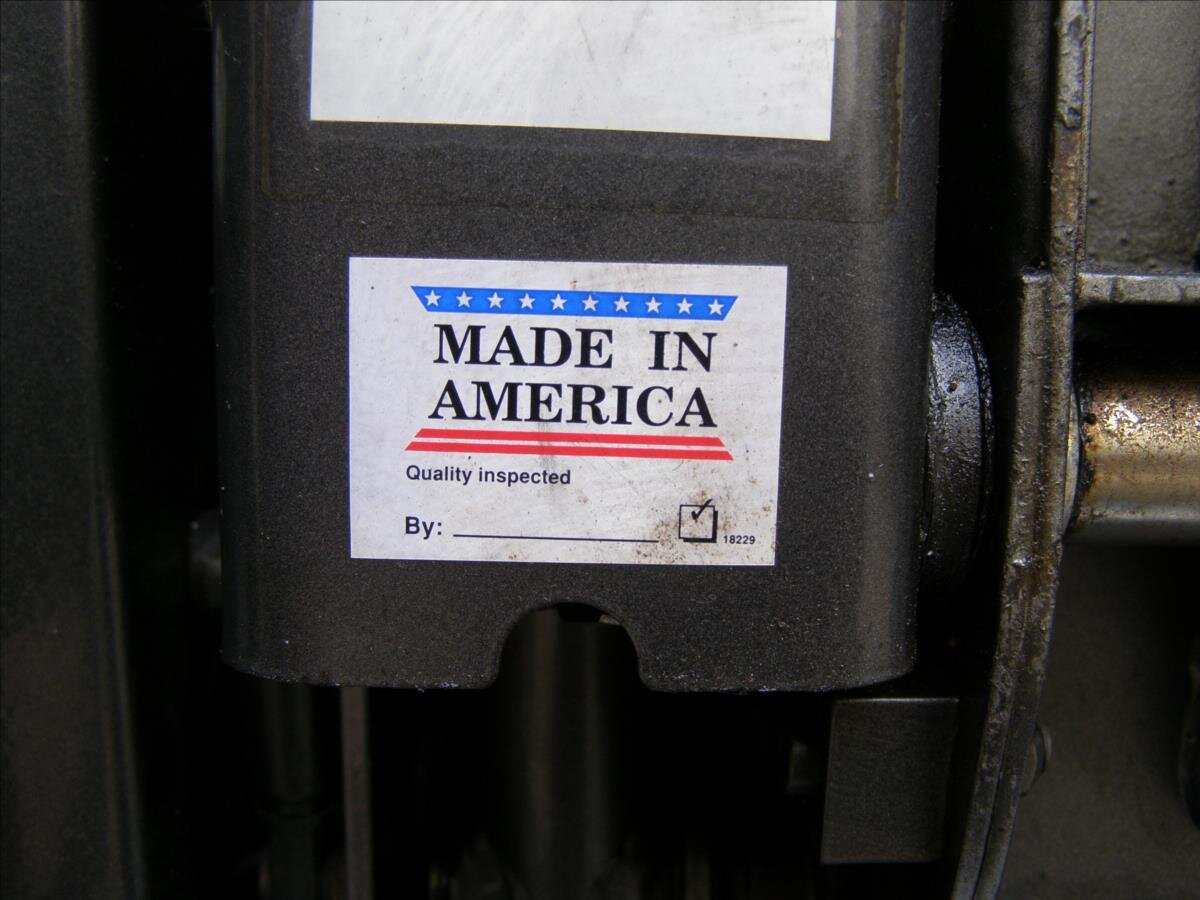 MADE IN
AMERICA
Quality inspected
By:
18229